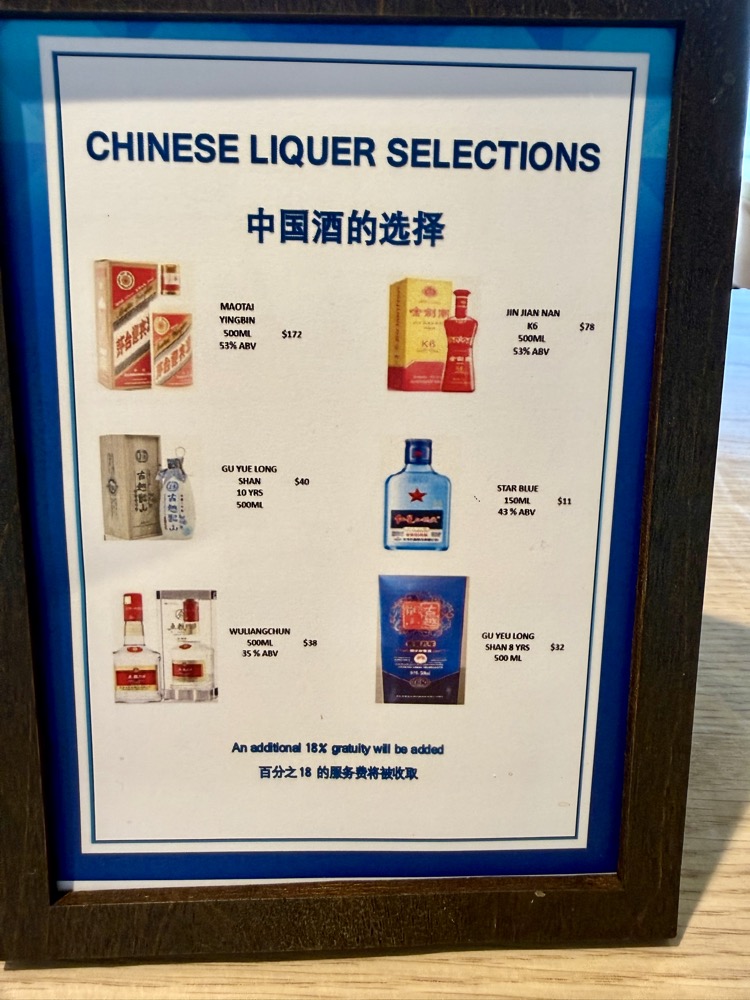 CHINESE LIQUER SELECTIONS
中国酒的选择
MAOTAI
YINGBIN
500ML
53% ABV
$172
JIN JIAN NAN
K6
500ML
53% ABV
$78
K6
GU YUE LONG
SHAN
10 YRS
500ML
$40
STAR BLUE
150ML
43 % ABV
$11
WULIANGCHUN
500ML
35 % ABV
$38
GU YEU LONG
SHAN 8 YRS
500 ML
$32
An additional 18% gratuity will be added
百分之18 的服务费将被收取